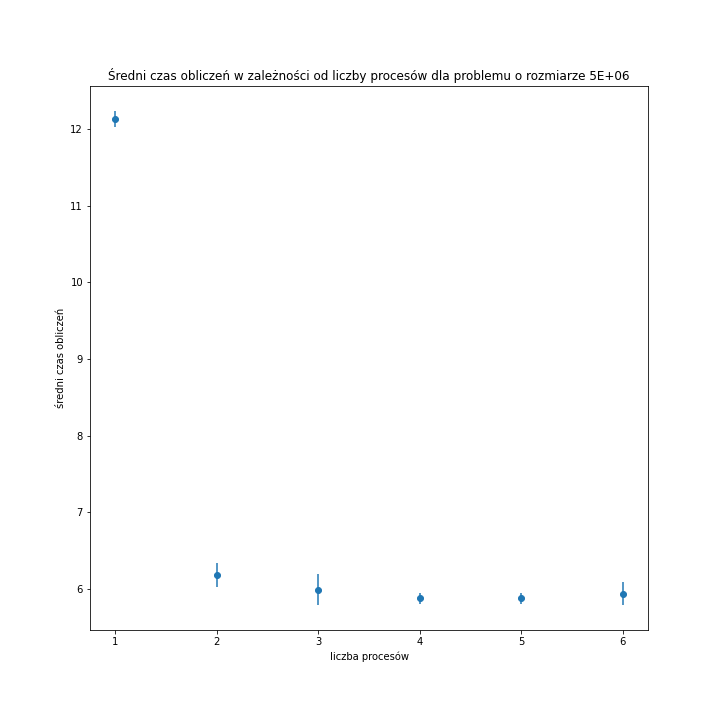 Średni czas obliczeń w zależności od liczby procesów dla problemu o rozmiarze 5E+06
12
11
10
9
8
7
6
średni czas obliczeń
1 2 3 4 5 6
liczba procesów